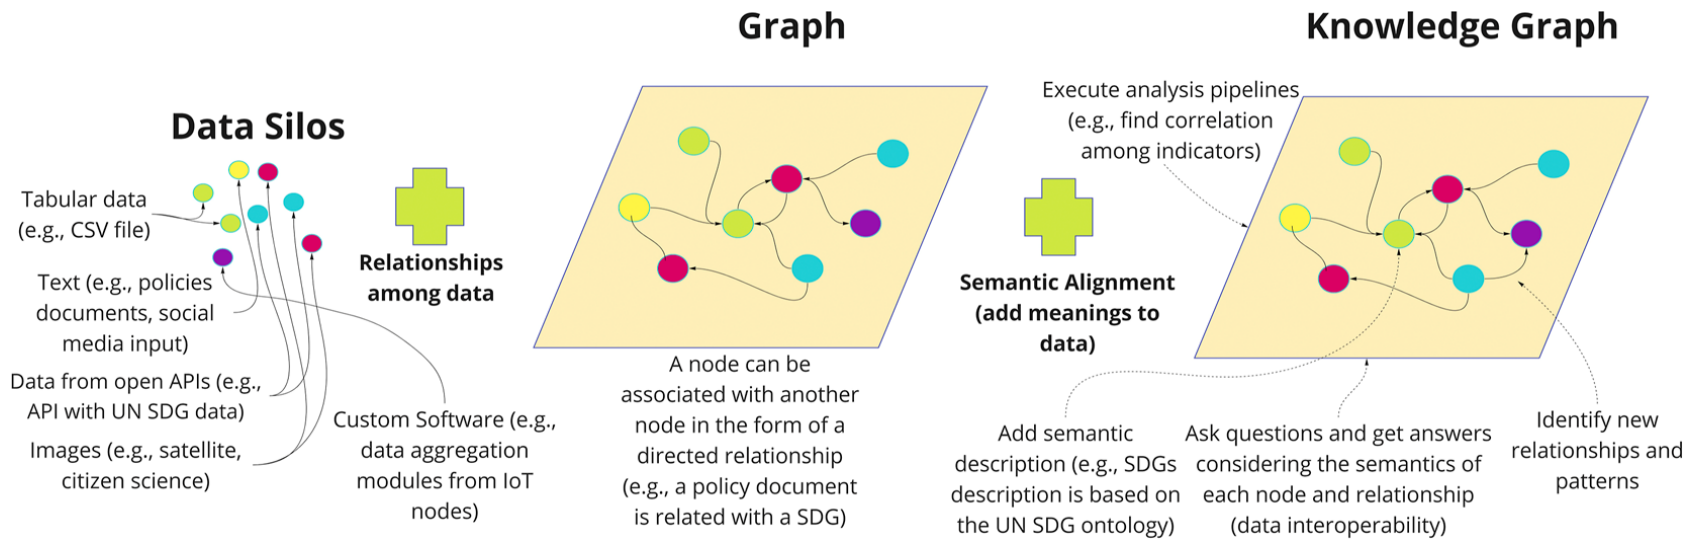 Data Silos
Tabular data
(e.g., CSV file)
Text (e.g., policies
documents, social
media input)
Data from open APIs (e.g.,
API with UN SDG data)
Images (e.g., satellite,
citizen science)
Custom Software (e.g.,
data aggregation
modules from IoT
nodes)
Relationships
among data
Graph
A node can be
associated with another
node in the form of a
directed relationship
(e.g., a policy document
is related with a SDG)
Semantic Alignment
(add meanings to
data)
Knowledge Graph
Execute analysis pipelines
(e.g., find correlation
among indicators)
Add semantic
description (e.g., SDGs
description is based on
the UN SDG ontology)
Ask questions and get answers
considering the semantics of
each node and relationship
(data interoperability)
Identify new
relationships and
patterns